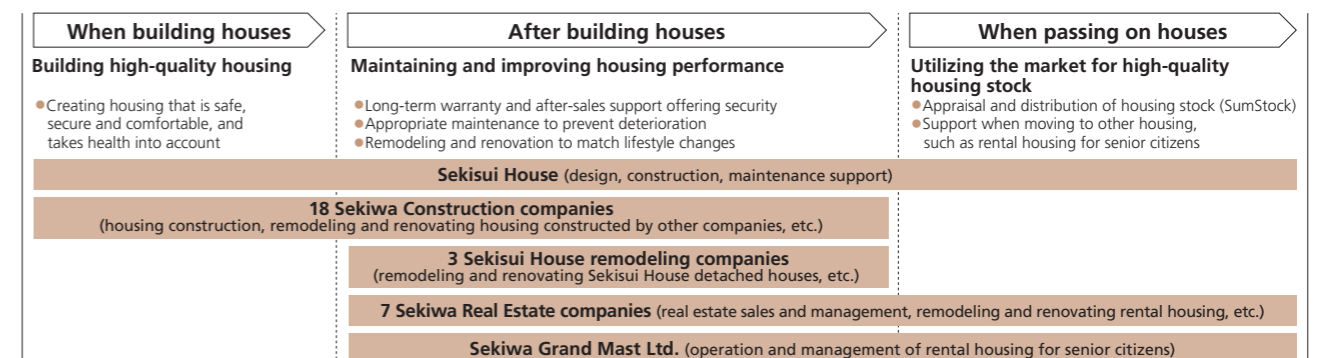 When building houses
After building houses
When passing on houses
Building high-quality housing
●Creating housing that is safe,
secure and comfortable, and
takes health into account
Maintaining and improving housing performance
●Long-term warranty and after-sales support offering security
●Appropriate maintenance to prevent deterioration
●Remodeling and renovation to match lifestyle changes
Utilizing the market for high-quality
housing stock
●Appraisal and distribution of housing stock (SumStock)
●Support when moving to other housing,
such as rental housing for senior citizens
Sekisui House (design, construction, maintenance support)
18 Sekiwa Construction companies
(housing construction, remodeling and renovating housing constructed by other companies, etc.)
3 Sekisui House remodeling companies
(remodeling and renovating Sekisui House detached houses, etc.)
7 Sekiwa Real Estate companies (real estate sales and management, remodeling and renovating rental housing, etc.)
Sekiwa Grand Mast Ltd. (operation and management of rental housing for senior citizens)